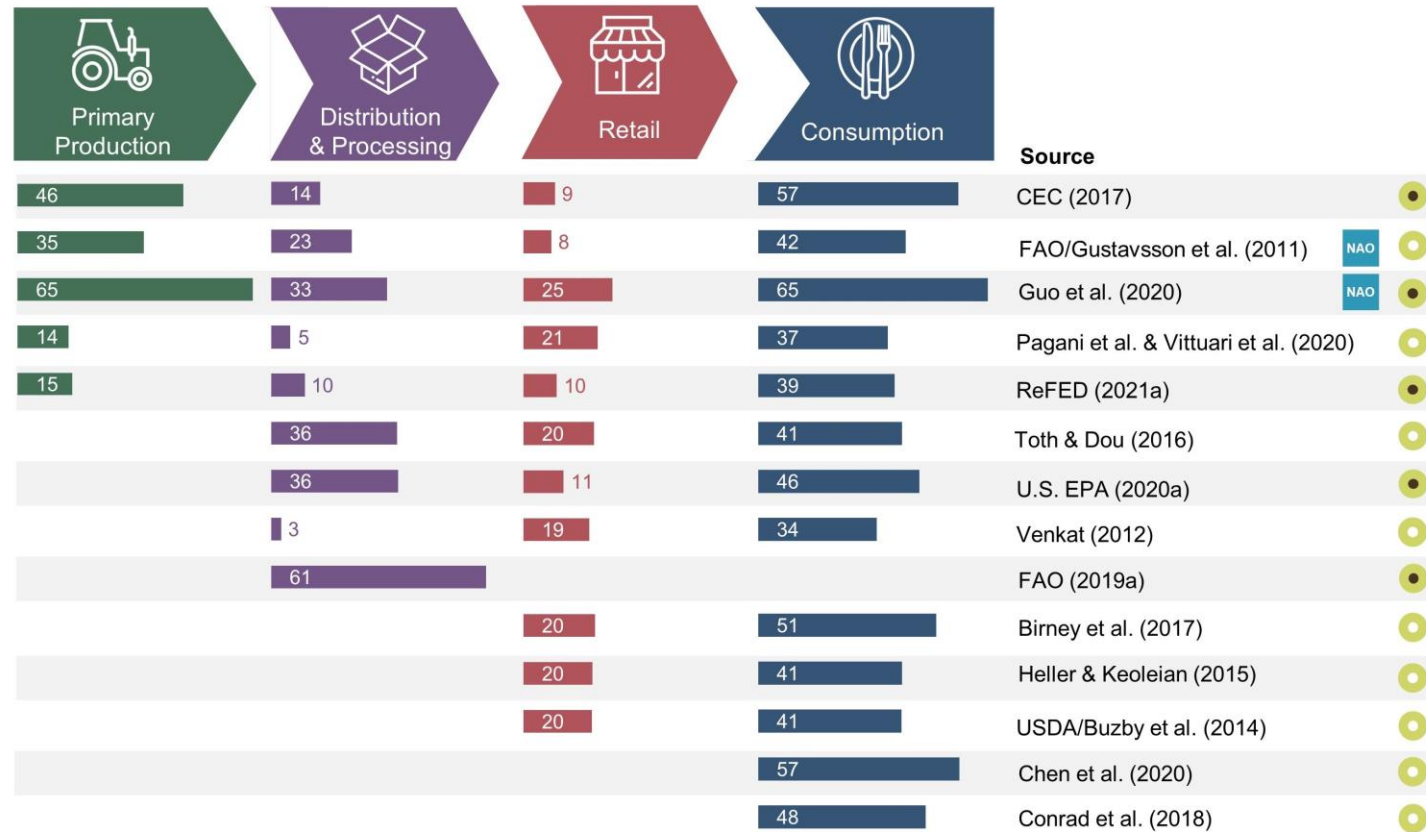 Primary
Production
Distribution
& Processing
Retail
Consumption
Source
46 14 9 57 CEC (2017)
35 23 8 42 FAO/Gustavsson et al. (2011) NAO
65 33 25 65 Guo et al. (2020) NAO
14 5 21 37 Pagani et al. & Vittuari et al. (2020)
15 10 10 39 ReFED (2021a)
36 20 41 Toth & Dou (2016)
36 11 46 U.S. EPA (2020a)
3 19 34 Venkat (2012)
61 FAO (2019a)
20 51 Birney et al. (2017)
20 41 Heller & Keoleian (2015)
20 41 USDA/Buzby et al. (2014)
57 Chen et al. (2020)
48 Conrad et al. (2018)